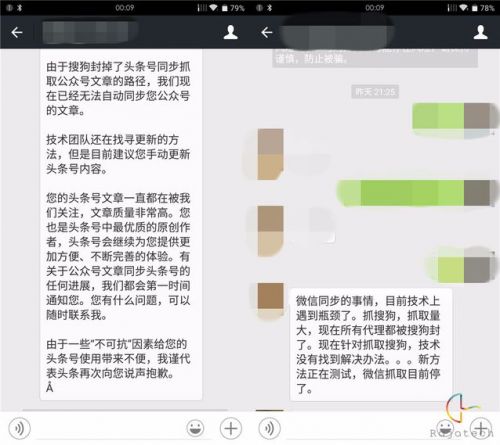 00:09
79%
由于搜狗封掉了头条号同步抓
取公众号文章的路径，我们现
在已经无法自动同步您公众号
的文章。
技术团队还在找寻更新的方
法，但是目前建议您手动更新
头条号内容。
您的头条号文章一直都在被我
们关注，文章质量非常高。您
也是头条号中最优质的原创作
者，头条号会继续为您提供更
加方便、不断完善的体验。有
关于公众号文章同步头条号的
任何进展，我们都会第一时间
通知您。您有什么问题，可以
随时联系我。
由于一些“不可抗”因素给您的
头条号使用带来不便，我谨代
表头条再次向您说声抱歉。
Â
00:09
78%
谨慎，防止被骗。
昨天 21:25
微信同步的事情，目前技术上
遇到瓶颈了。抓搜狗，抓取量
大，现在所有代理都被搜狗封
了。现在针对抓取搜狗，技术
没有找到解决办法。。。新方
法正在测试，微信抓取目前停
了。